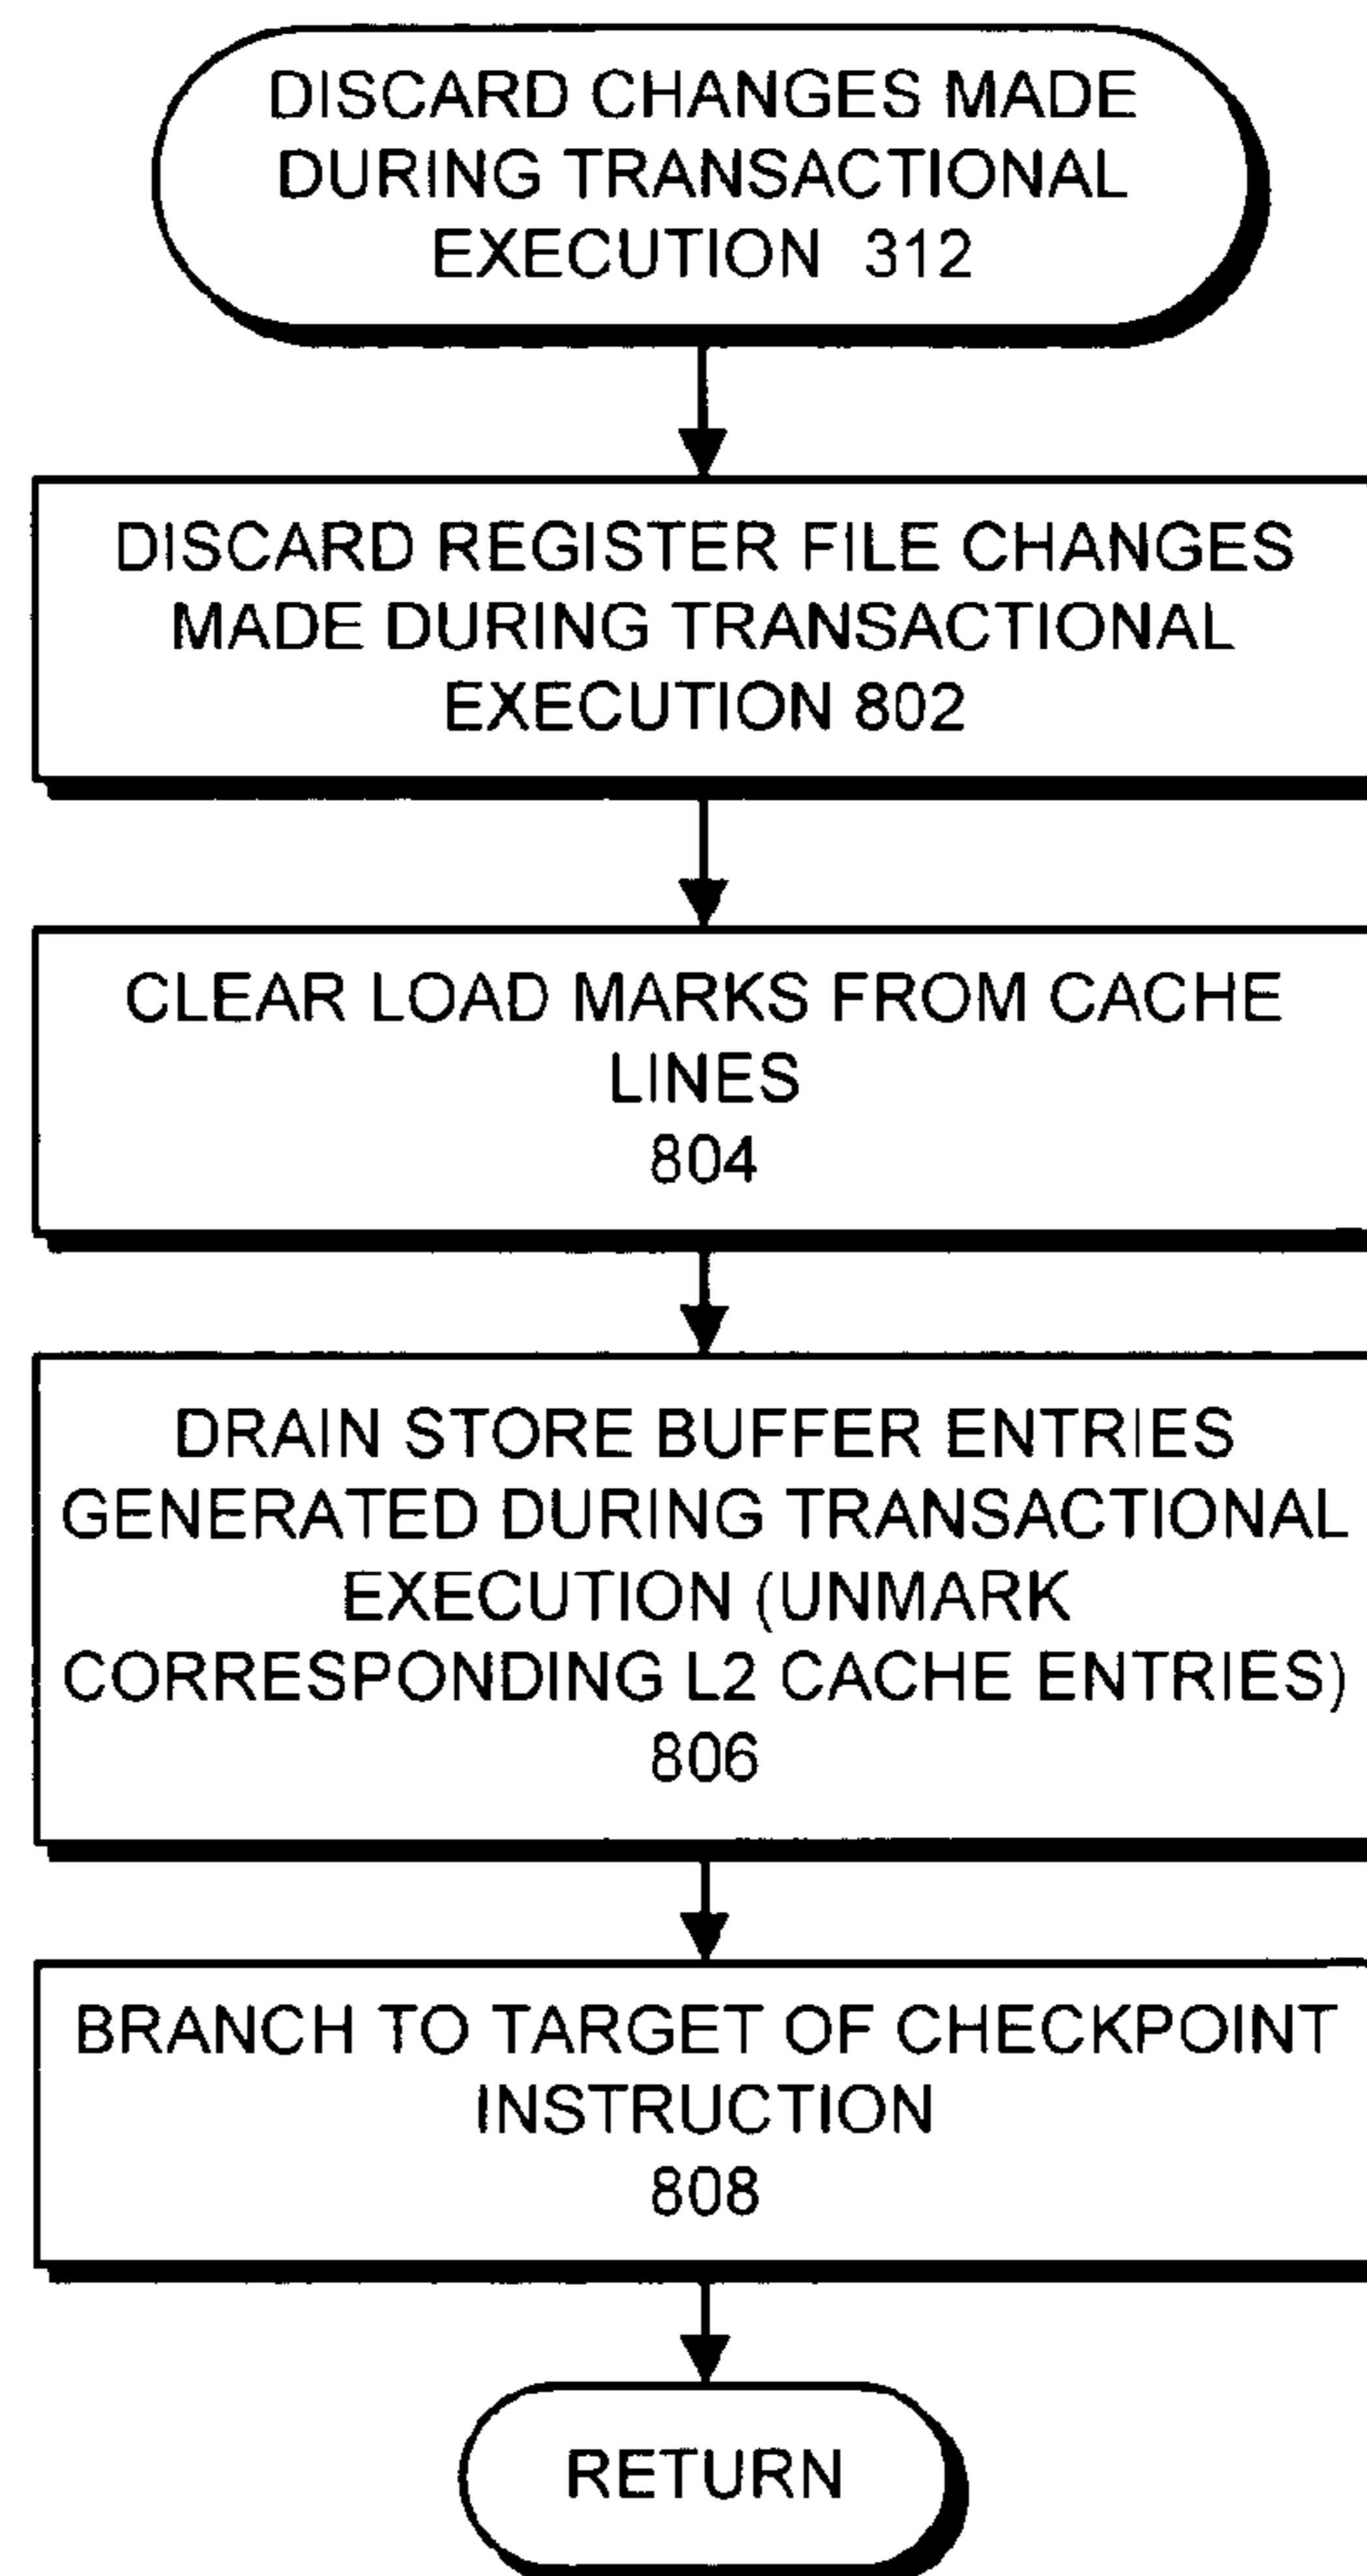 DISCARD CHANGES MADE
DURING TRANSACTIONAL
EXECUTION 312
DISCARD REGISTER FILE CHANGES
MADE DURING TRANSACTIONAL
EXECUTION 802
CLEAR LOAD MARKS FROM CACHE
LINES
804
DRAIN STORE BUFFER ENTRIES
GENERATED DURING TRANSACTIONAL
EXECUTION (UNMARK
CORRESPONDING L2 CACHE ENTRIES)
806
BRANCH TO TARGET OF CHECKPOINT
INSTRUCTION
808
RETURN